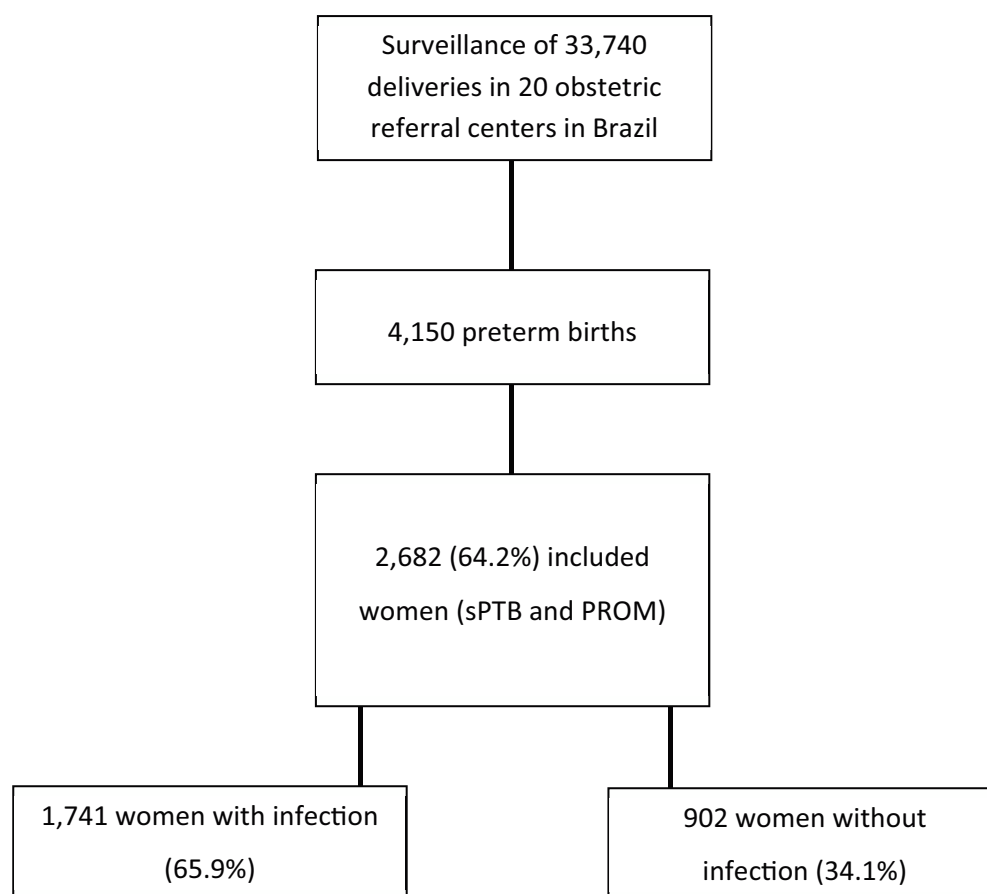 Surveillance of 33,740
deliveries in 20 obstetric
referral centers in Brazil
4,150 preterm births
2,682 (64.2%) included
women (sPTB and PROM)
1,741 women with infection
(65.9%)
902 women without
infection (34.1%)